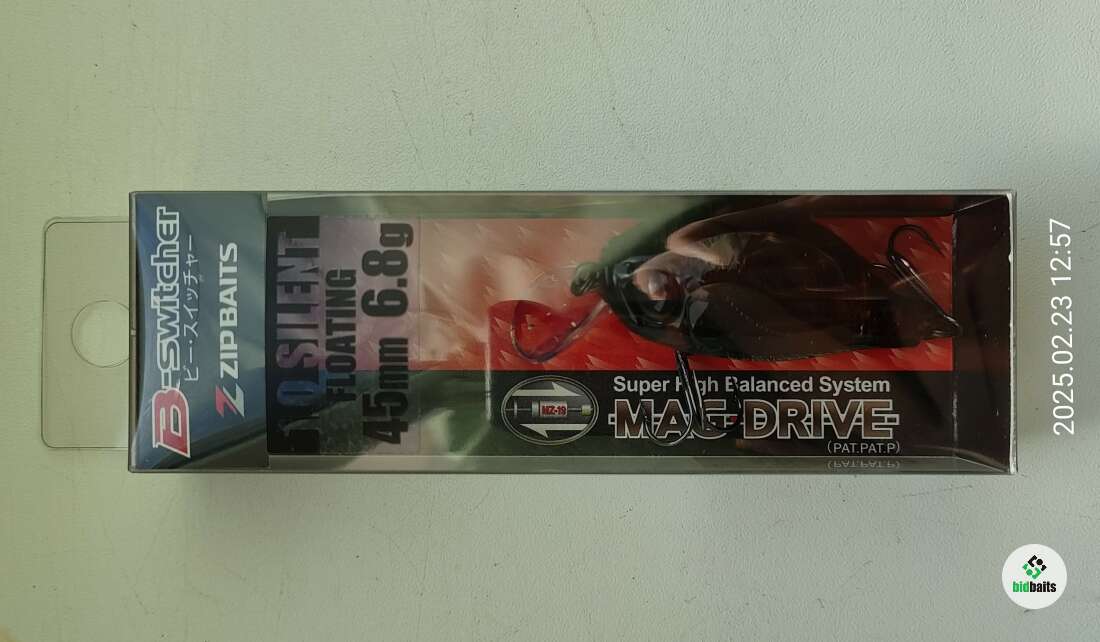 B-switcher
ビー・スイッチャー
ZIPBAITS
1.0 SILENT
FLOATING
45mm 6.8g
MZ-19
Super High Balanced System
MAG-DRIVE
(PAT.PAT.P)
2025.02.23 12:57
bidbaits